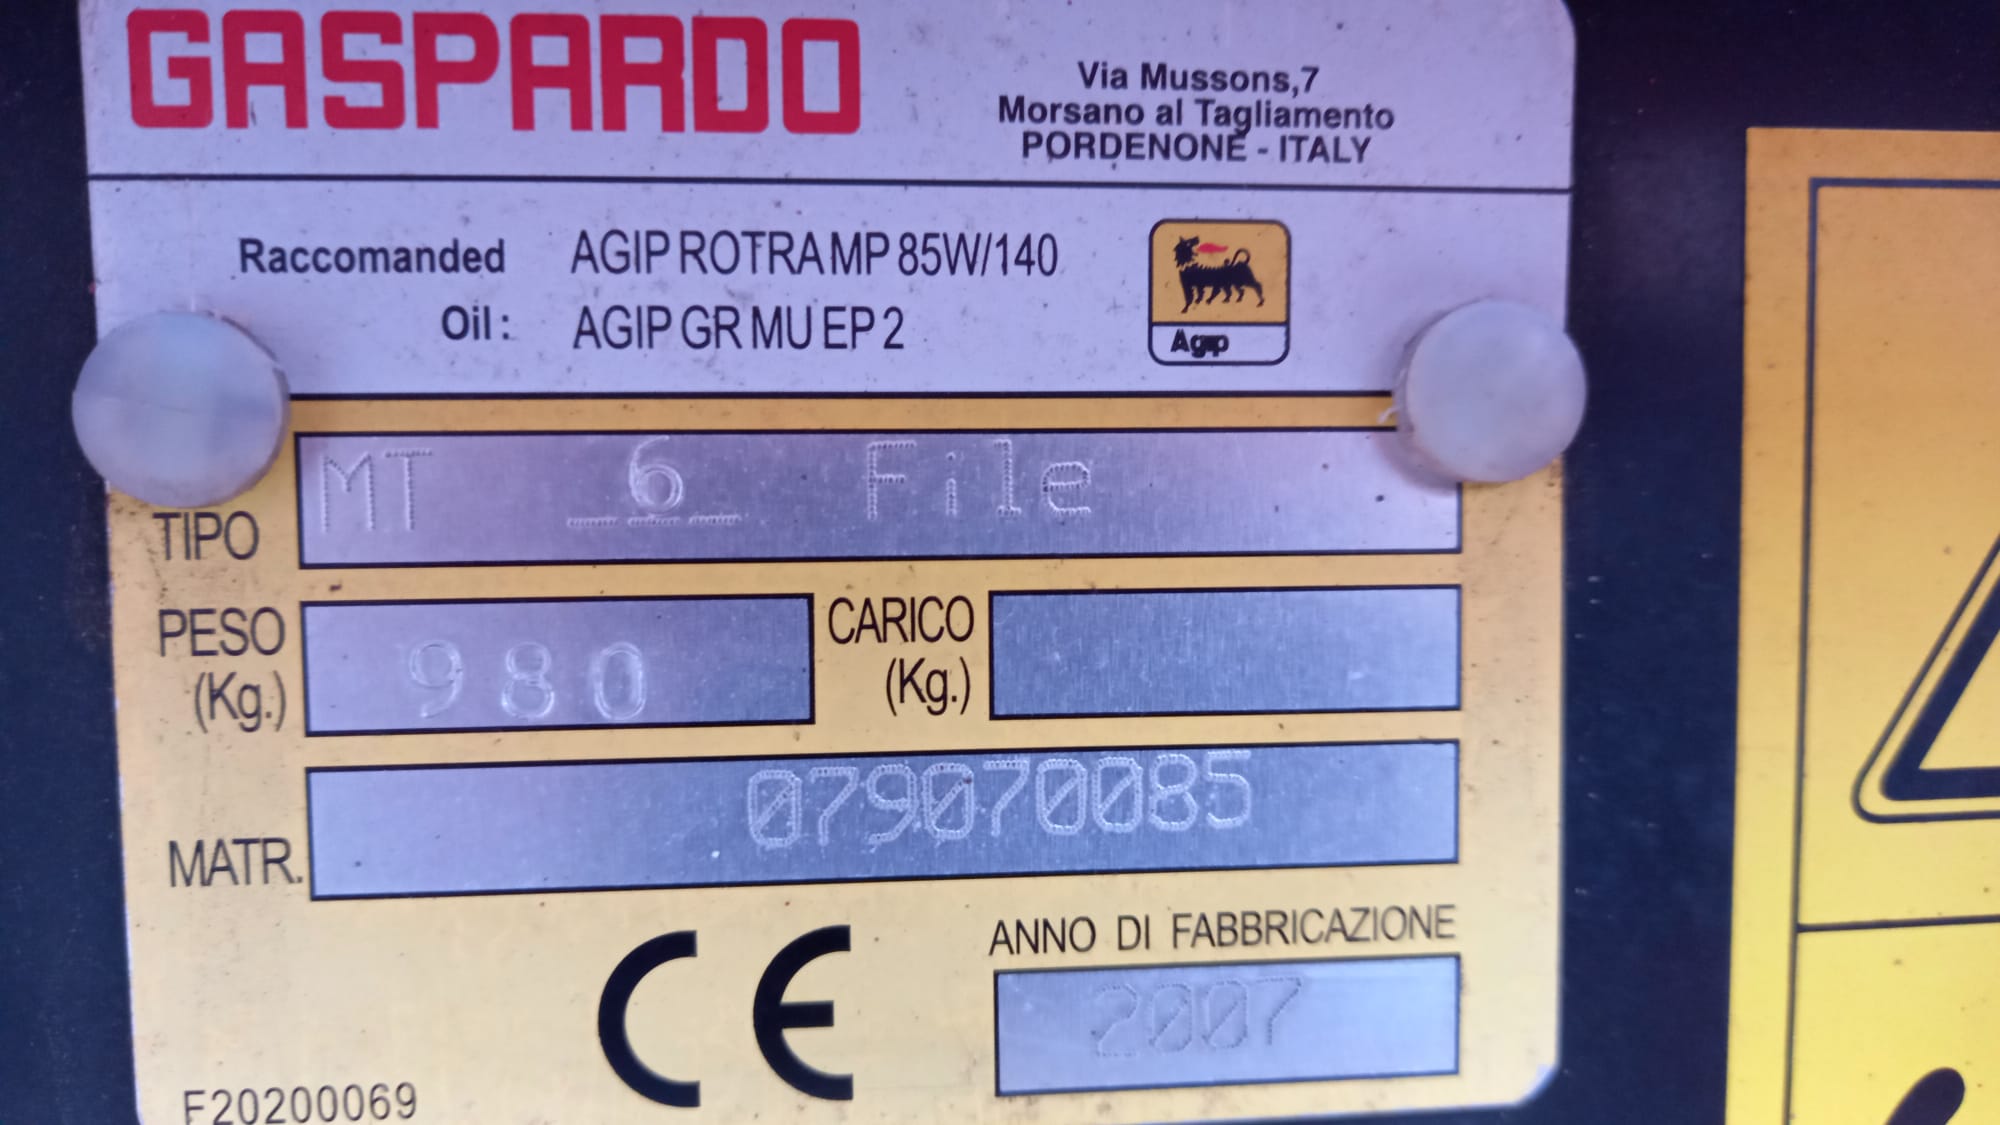 GASPARDO
Via Mussons,7
Morsano al Tagliamento
PORDENONE - ITALY
Raccomanded AGIP ROTRA MP 85W/140
Oil: AGIP GR MU EP 2
Agip
TIPO MT _6_ File
PESO (Kg.) 980 CARICO (Kg.)
MATR. 079070085
CE
ANNO DI FABBRICAZIONE
2007
F20200069